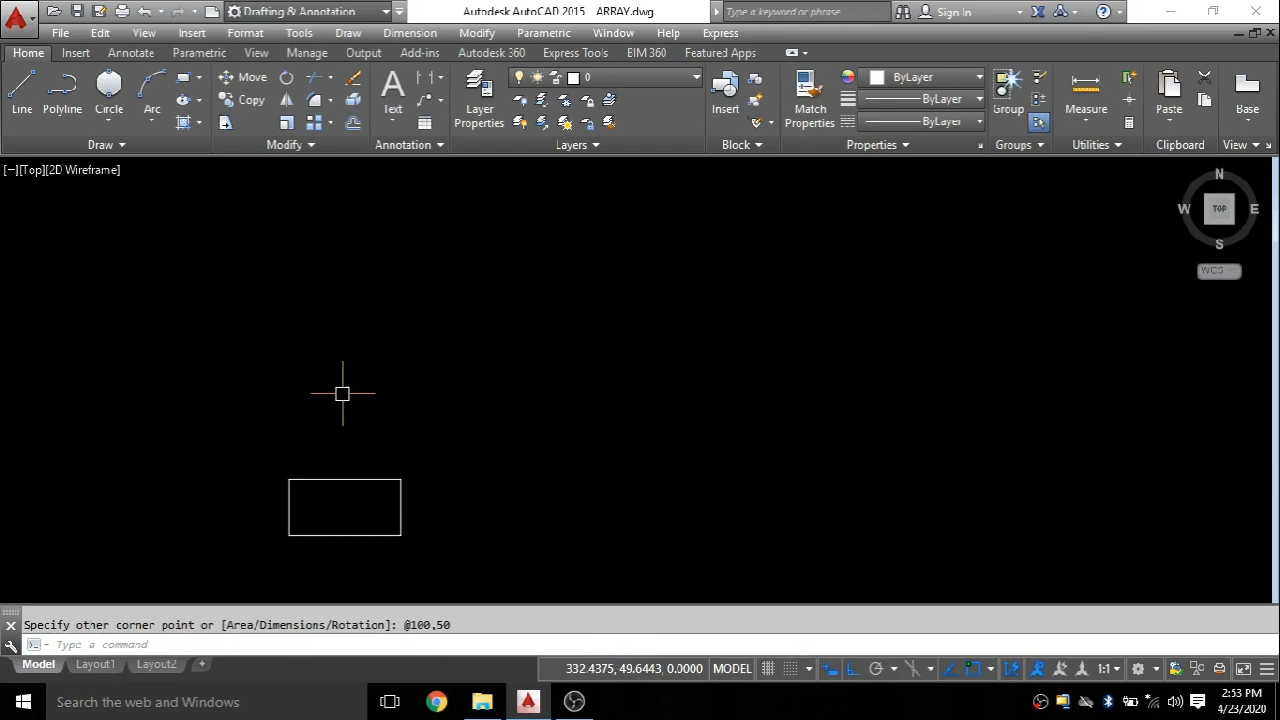 Drafting & Annotation
Autodesk AutoCAD 2015   ARRAY.dwg
Type a keyword or phrase
Sign In
File Edit View Insert Format Tools Draw Dimension Modify Parametric Window Help Express
Home Insert Annotate Parametric View Manage Output Add-ins Autodesk 360 Express Tools BIM 360 Featured Apps
Move
0
ByLayer
Line Polyline Circle Arc
Copy
Text
Layer
Properties
Insert
Match
Properties
ByLayer
Group
Measure
Paste
Base
ByLayer
Draw
Modify
Annotation
Layers
Block
Properties
Groups
Utilities
Clipboard
View
[−][Top][2D Wireframe]
N
W TOP E
S
WCS
Specify other corner point or [Area/Dimensions/Rotation]: @100,50
Type a command
Model Layout1 Layout2 +
332.4375, 49.6443, 0.0000 MODEL
1:1
Search the web and Windows
2:53 PM
4/23/2020